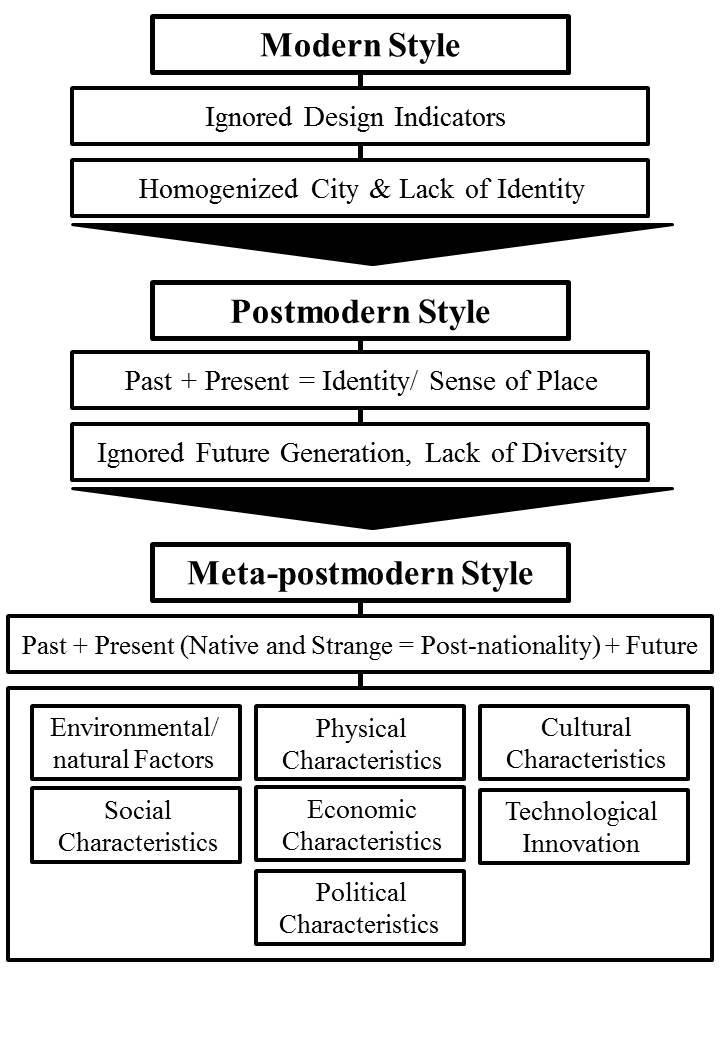 Modern Style
Ignored Design Indicators
Homogenized City & Lack of Identity
Postmodern Style
Past + Present = Identity/ Sense of Place
Ignored Future Generation, Lack of Diversity
Meta-postmodern Style
Past + Present (Native and Strange = Post-nationality) + Future
Environmental/
natural Factors
Physical
Characteristics
Cultural
Characteristics
Social
Characteristics
Economic
Characteristics
Technological
Innovation
Political
Characteristics